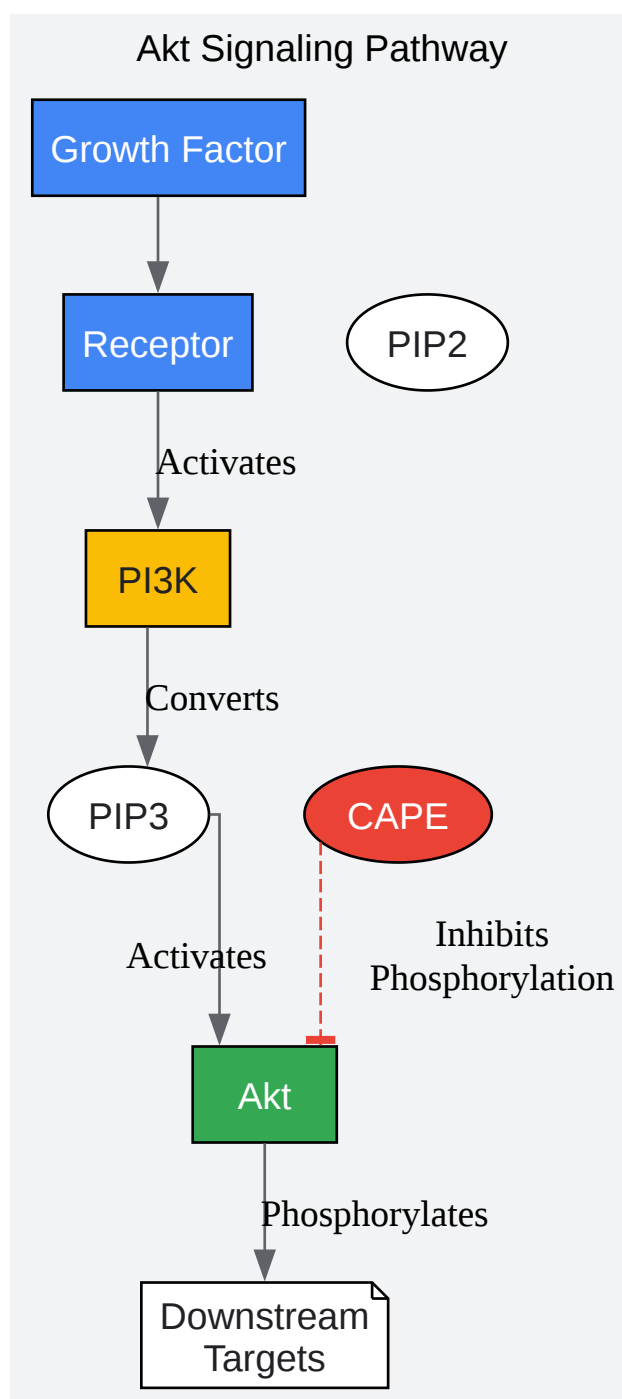 Akt Signaling Pathway
Growth Factor
Receptor
PIP2
Activates
PI3K
Converts
PIP3
CAPE
Activates
Inhibits
Phosphorylation
Akt
Phosphorylates
Downstream
Targets